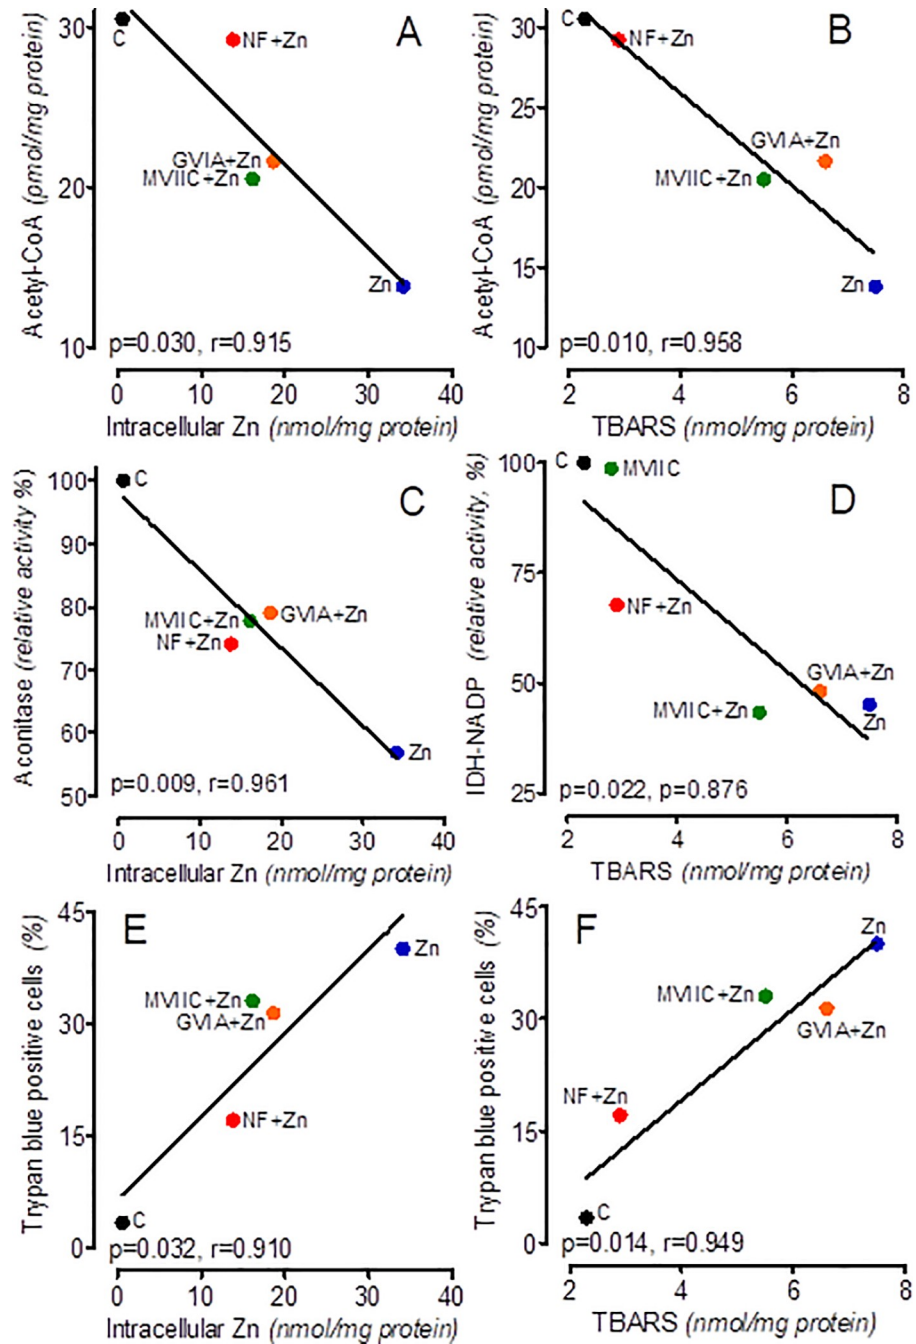 A
30
20
10
Acetyl-CoA (pmol/mg protein)
C
NF+Zn
GVIA+Zn
MVIIC+Zn
Zn
p=0.030, r=0.915
0 10 20 30 40
Intracellular Zn (nmol/mg protein)
B
30
25
20
15
10
Acetyl-CoA (pmol/mg protein)
C
NF+Zn
GVIA+Zn
MVIIC+Zn
Zn
p=0.010, r=0.958
2 4 6 8
TBARS (nmol/mg protein)
C
100
90
80
70
60
50
Aconitase (relative activity %)
C
MVIIC+Zn
GVIA+Zn
NF+Zn
Zn
p=0.009, r=0.961
0 10 20 30 40
Intracellular Zn (nmol/mg protein)
D
100
75
50
25
IDH-NADP (relative activity, %)
C
MVIIC
NF+Zn
GVIA+Zn
MVIIC+Zn
Zn
p=0.022, p=0.876
2 4 6 8
TBARS (nmol/mg protein)
E
45
30
15
0
Trypan blue positive cells (%)
Zn
MVIIC+Zn
GVIA+Zn
NF+Zn
C
p=0.032, r=0.910
0 10 20 30 40
Intracellular Zn (nmol/mg protein)
F
45
30
15
0
Trypan blue positive cells (%)
Zn
MVIIC+Zn
GVIA+Zn
NF+Zn
C
p=0.014, r=0.949
2 4 6 8
TBARS (nmol/mg protein)